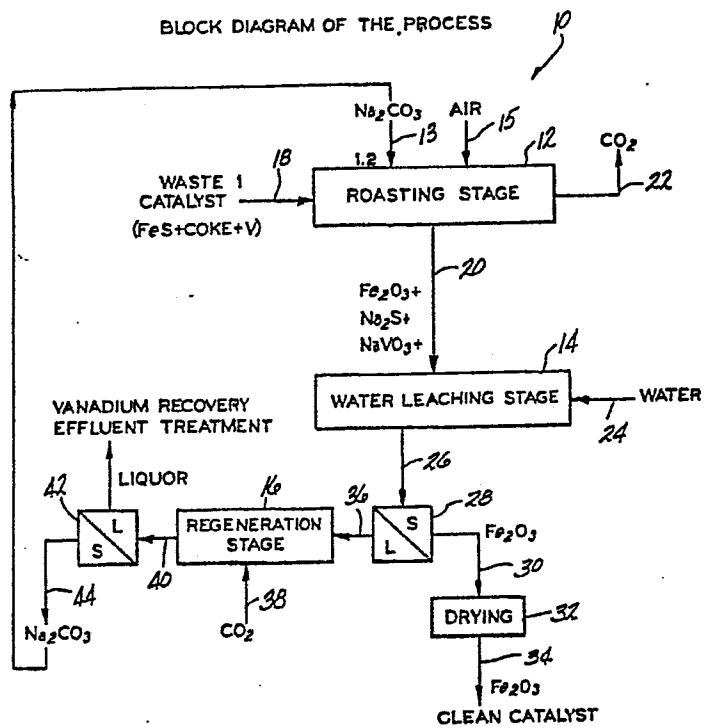 BLOCK DIAGRAM OF THE PROCESS
10
Na₂CO₃
AIR
13
15
12
CO₂
1.2
18
22
WASTE 1
CATALYST
(FeS+COKE+V)
ROASTING STAGE
20
Fe₂O₃+
Na₂S+
NaVO₃+
14
WATER LEACHING STAGE
WATER
24
VANADIUM RECOVERY
EFFLUENT TREATMENT
26
LIQUOR
42
16
36
28
L
S
REGENERATION
STAGE
S
L
Fe₂O₃
40
30
44
38
DRYING
32
Na₂CO₃
CO₂
34
Fe₂O₃
CLEAN CATALYST